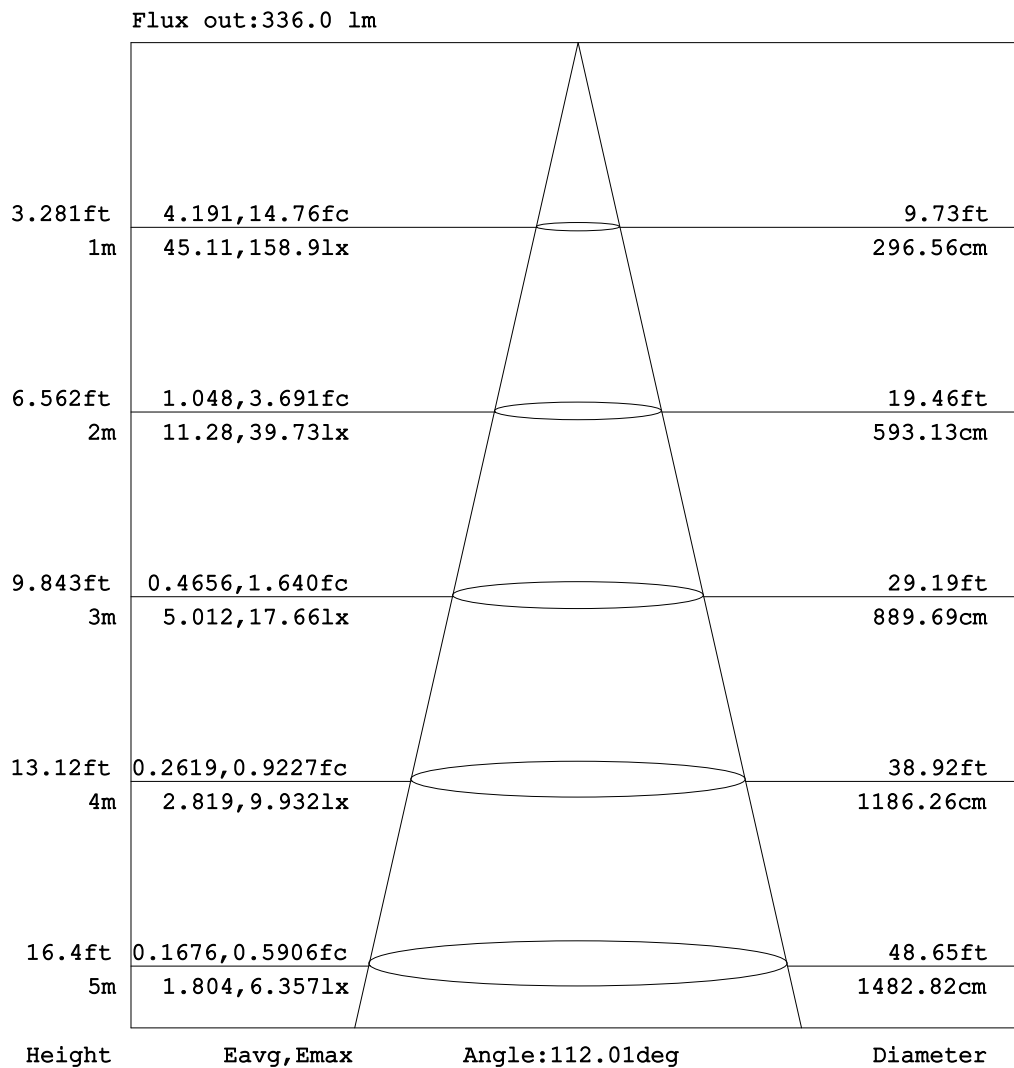 Flux out:336.0 lm
3.281ft 4.191,14.76fc 9.73ft
1m 45.11,158.9lx 296.56cm
6.562ft 1.048,3.691fc 19.46ft
2m 11.28,39.73lx 593.13cm
9.843ft 0.4656,1.640fc 29.19ft
3m 5.012,17.66lx 889.69cm
13.12ft 0.2619,0.9227fc 38.92ft
4m 2.819,9.932lx 1186.26cm
16.4ft 0.1676,0.5906fc 48.65ft
5m 1.804,6.357lx 1482.82cm
Height Eavg,Emax Angle:112.01deg Diameter